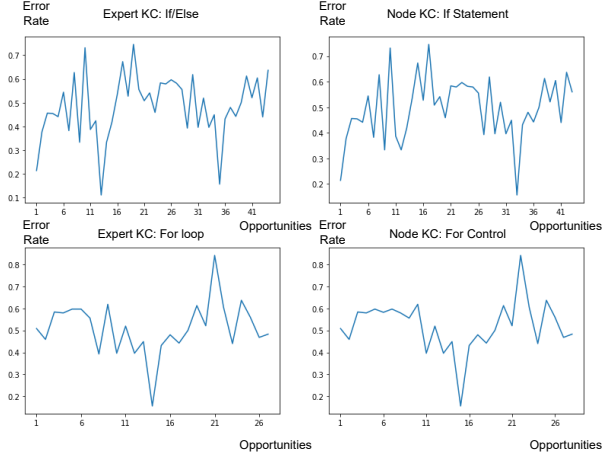 Error
Rate
Expert KC: If/Else
0.7
0.6
0.5
0.4
0.3
0.2
0.1
1 6 11 16 21 26 31 36 41
Opportunities
Error
Rate
Node KC: If Statement
0.7
0.6
0.5
0.4
0.3
0.2
1 6 11 16 21 26 31 36 41
Opportunities
Error
Rate
Expert KC: For loop
0.8
0.7
0.6
0.5
0.4
0.3
0.2
1 6 11 16 21 26
Opportunities
Error
Rate
Node KC: For Control
0.8
0.7
0.6
0.5
0.4
0.3
0.2
1 6 11 16 21 26
Opportunities